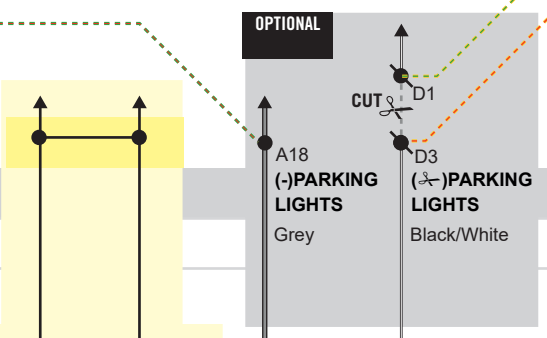 OPTIONAL
CUT
D1
A18
(-)PARKING
LIGHTS
Grey
D3
(✂)PARKING
LIGHTS
Black/White